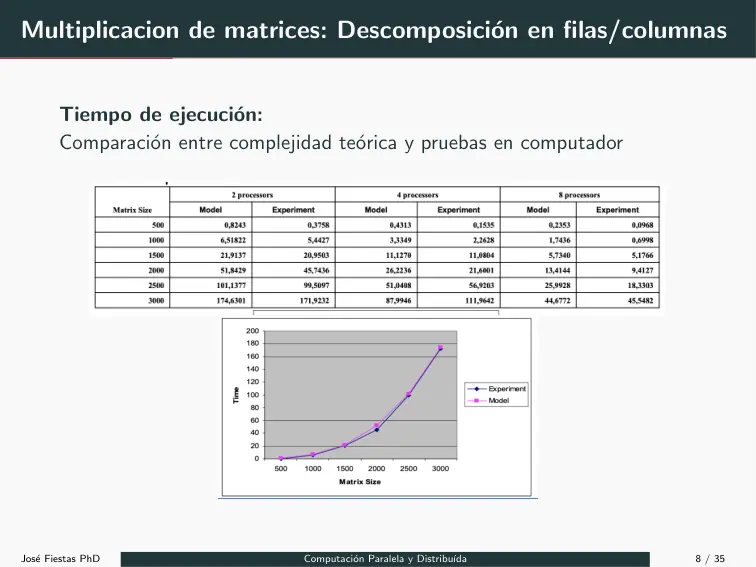 Multiplicacion de matrices: Descomposición en filas/columnas
Tiempo de ejecución:
Comparación entre complejidad teórica y pruebas en computador
Matrix Size 2 processors 4 processors 8 processors
Model Experiment Model Experiment Model Experiment
500 0,8243 0,3758 0,4313 0,1535 0,2353 0,0968
1000 6,51822 5,4427 3,3349 2,2628 1,7436 0,6998
1500 21,9137 20,9503 11,1270 11,0804 5,7340 5,1766
2000 51,8429 45,7436 26,2236 21,6001 13,4144 9,4127
2500 101,1377 99,5097 51,0408 56,9203 25,9928 18,3303
3000 174,6301 171,9232 87,9946 111,9642 44,6772 45,5482
200
180
160
140
120
100
80
60
40
20
0
Time
500 1000 1500 2000 2500 3000
Matrix Size
Experiment
Model
José Fiestas PhD Computación Paralela y Distribuída 8 / 35